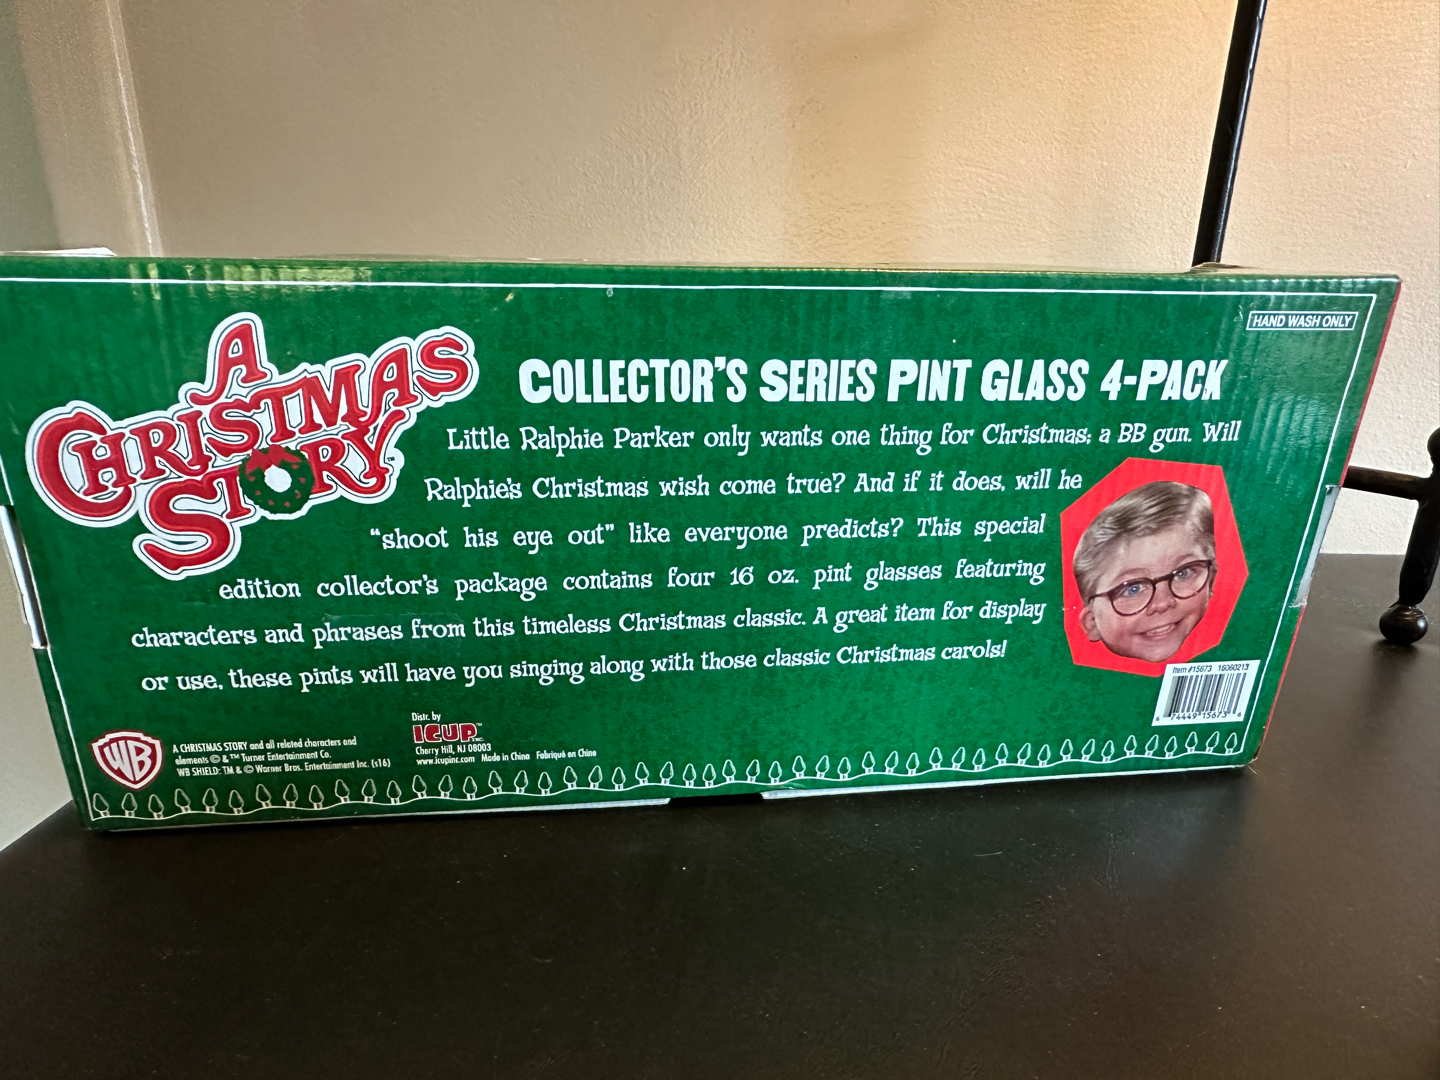 HAND WASH ONLY
A
CHRISTMAS
STORY
COLLECTOR'S SERIES PINT GLASS 4-PACK
Little Ralphie Parker only wants one thing for Christmas; a BB gun. Will
Ralphie's Christmas wish come true? And if it does, will he
"shoot his eye out" like everyone predicts? This special
edition collector's package contains four 16 oz. pint glasses featuring
characters and phrases from this timeless Christmas classic. A great item for display
or use, these pints will have you singing along with those classic Christmas carols!
Item #15673 16060213
6 74449 15673 6
WB
A CHRISTMAS STORY and all related characters and
elements © & ™ Turner Entertainment Co.
WB SHIELD: TM & © Warner Bros. Entertainment Inc. (s16)
Distr. by
ICUP™ INC.
Cherry Hill, NJ 08003
www.icupinc.com Made in China Fabriqué en Chine